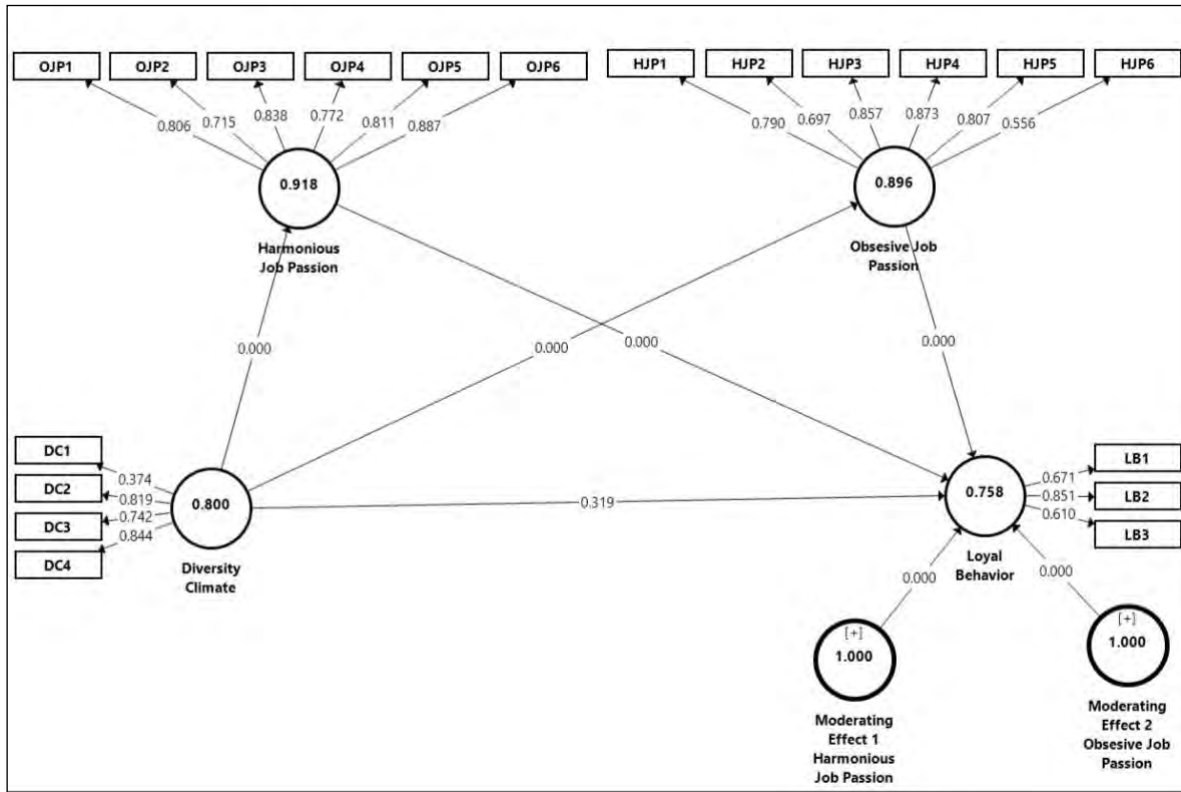 OJP1 OJP2 OJP3 OJP4 OJP5 OJP6
HJP1 HJP2 HJP3 HJP4 HJP5 HJP6
0.806 0.715 0.838 0.772 0.811 0.887
0.790 0.697 0.857 0.873 0.807 0.556
0.918
Harmonious
Job Passion
0.896
Obsesive Job
Passion
0.000
0.000
0.000
0.000
DC1
DC2
DC3
DC4
0.374
0.819
0.742
0.844
0.800
Diversity
Climate
0.319
0.758
Loyal
Behavior
0.671
0.851
0.610
LB1
LB2
LB3
0.000
0.000
[+]
1.000
Moderating
Effect 1
Harmonious
Job Passion
[+]
1.000
Moderating
Effect 2
Obsesive Job
Passion